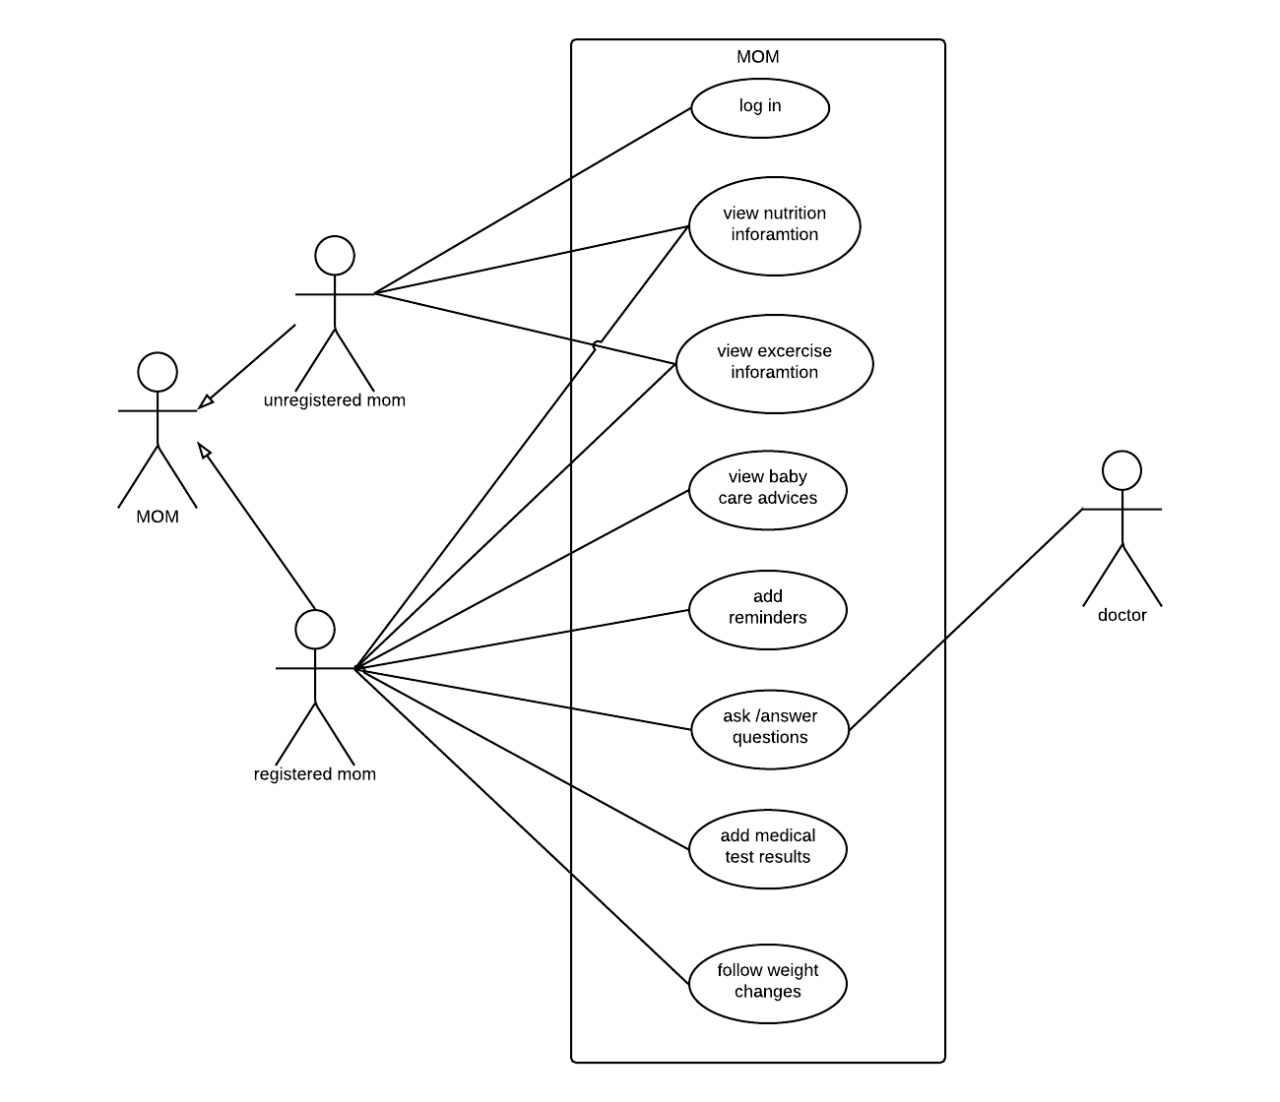 MOM
log in
view nutrition
inforamtion
view excercise
inforamtion
unregistered mom
MOM
view baby
care advices
add
reminders
doctor
ask /answer
questions
registered mom
add medical
test results
follow weight
changes